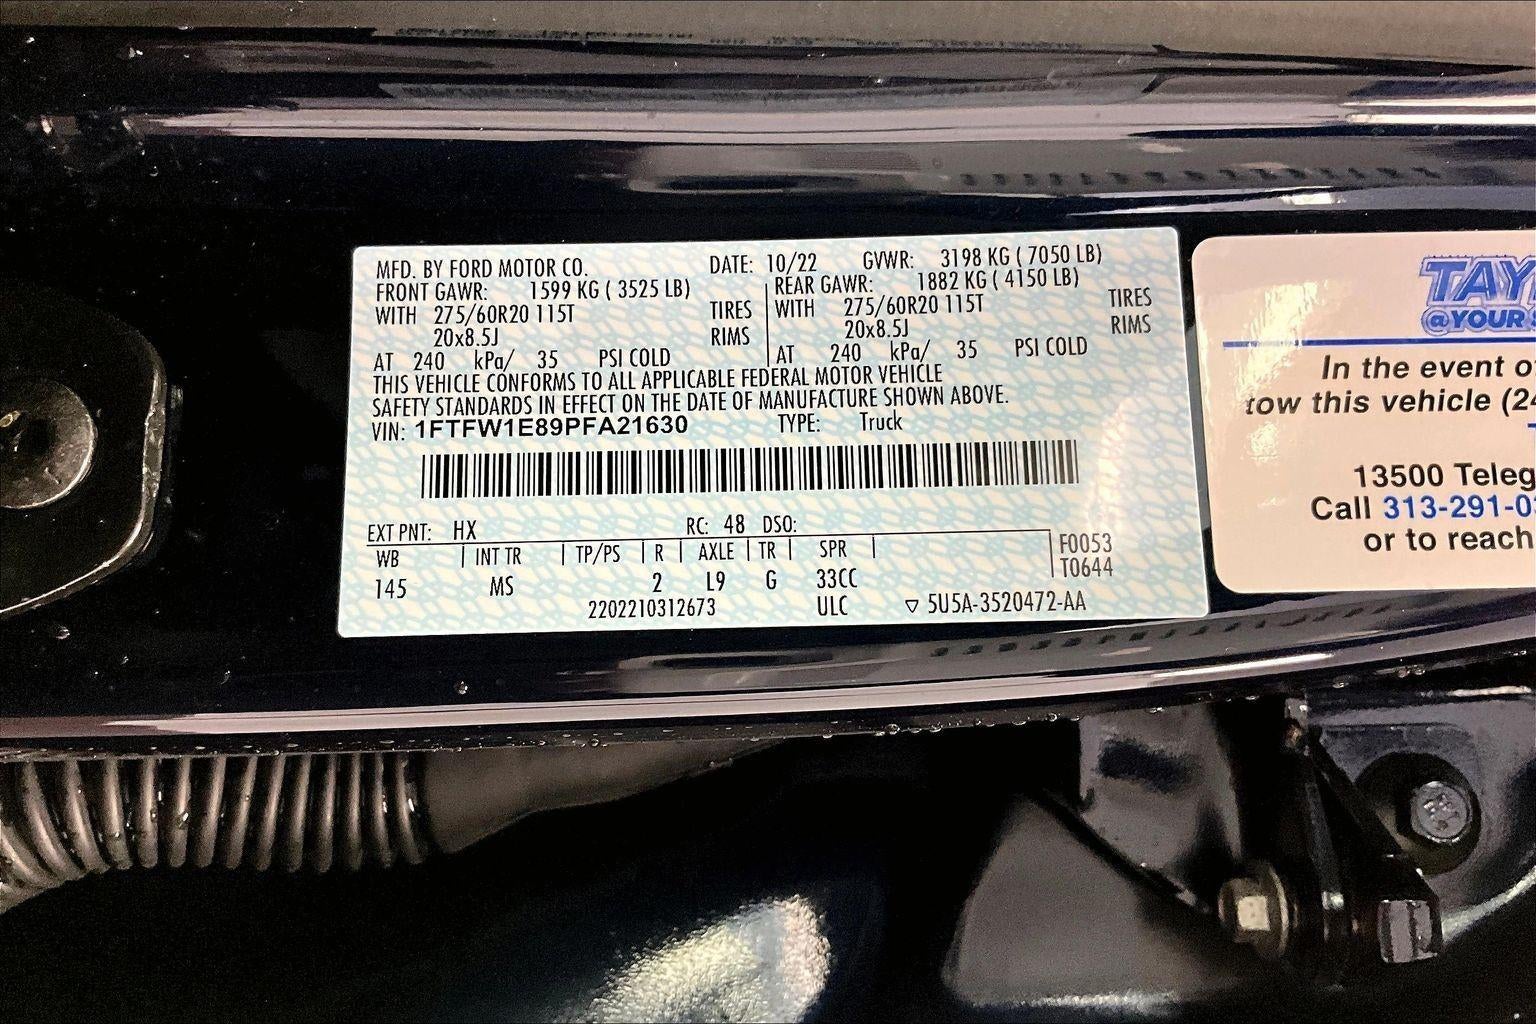 MFD. BY FORD MOTOR CO. DATE: 10/22 GVWR: 3198 KG ( 7050 LB)
FRONT GAWR: 1599 KG ( 3525 LB) REAR GAWR: 1882 KG ( 4150 LB)
WITH 275/60R20 115T TIRES WITH 275/60R20 115T TIRES
20x8.5J RIMS 20x8.5J RIMS
AT 240 kPa/ 35 PSI COLD AT 240 kPa/ 35 PSI COLD
THIS VEHICLE CONFORMS TO ALL APPLICABLE FEDERAL MOTOR VEHICLE
SAFETY STANDARDS IN EFFECT ON THE DATE OF MANUFACTURE SHOWN ABOVE.
VIN: 1FTFW1E89PFA21630 TYPE: Truck
EXT PNT: HX RC: 48 DSO:
WB INT TR TP/PS R AXLE TR SPR F0053
145 MS 2 L9 G 33CC T0644
2202210312673 ULC ▽ 5U5A-3520472-AA
TAY
@YOUR S
In the event o
tow this vehicle (24
13500 Teleg
Call 313-291-03
or to reach